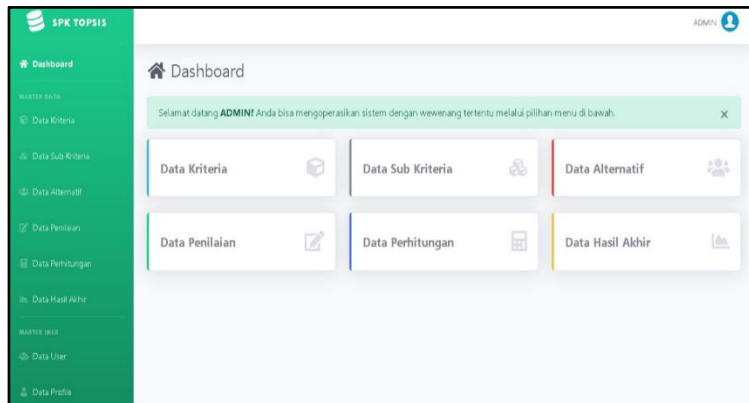 SPK TOPSIS
ADMIN
Dashboard
MASTER DATA
Data Kriteria
Data Sub Kriteria
Data Alternatif
Data Penilaian
Data Perhitungan
Data Hasil Akhir
MASTER USER
Data User
Data Profile
Dashboard
Selamat datang ADMIN! Anda bisa mengoperasikan sistem dengan wewenang tertentu melalui pilihan menu di bawah.
Data Kriteria
Data Sub Kriteria
Data Alternatif
Data Penilaian
Data Perhitungan
Data Hasil Akhir